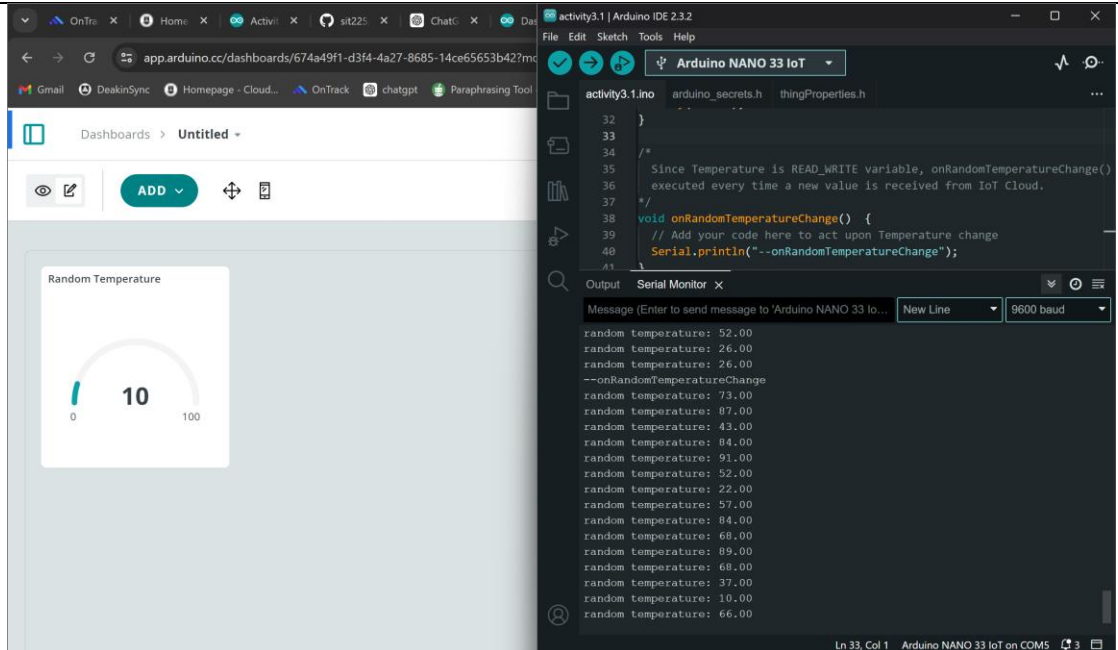 OnTra
Home
Activit
sit225
ChatG
Das
app.arduino.cc/dashboards/674a49f1-d3f4-4a27-8685-14ce65653b42?mo
Gmail DeakinSync Homepage - Cloud... OnTrack chatgpt Paraphrasing Tool
Dashboards > Untitled
ADD
Random Temperature
10
0 100
activity3.1 | Arduino IDE 2.3.2
File Edit Sketch Tools Help
Arduino NANO 33 IoT
activity3.1.ino arduino_secrets.h thingProperties.h ...
32 }
33
34 /*
35 Since Temperature is READ_WRITE variable, onRandomTemperatureChange()
36 executed every time a new value is received from IoT Cloud.
37 */
38 void onRandomTemperatureChange() {
39 // Add your code here to act upon Temperature change
40 Serial.println("--onRandomTemperatureChange");
41 }
Output Serial Monitor
Message (Enter to send message to 'Arduino NANO 33 Io... New Line 9600 baud
random temperature: 52.00
random temperature: 26.00
random temperature: 26.00
--onRandomTemperatureChange
random temperature: 73.00
random temperature: 87.00
random temperature: 43.00
random temperature: 84.00
random temperature: 91.00
random temperature: 52.00
random temperature: 22.00
random temperature: 57.00
random temperature: 84.00
random temperature: 68.00
random temperature: 89.00
random temperature: 68.00
random temperature: 37.00
random temperature: 10.00
random temperature: 66.00
Ln 33, Col 1 Arduino NANO 33 IoT on COM5 3